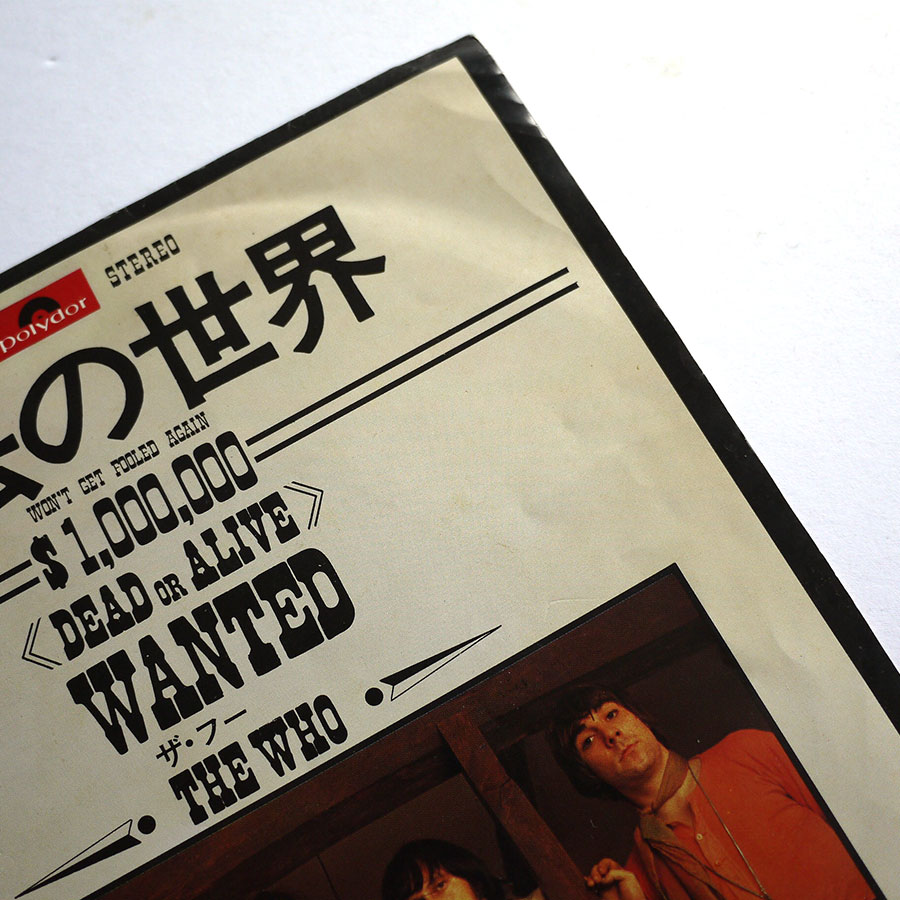 STEREO
polydor
の世界
WON'T GET FOOLED AGAIN
$1,000,000
《DEAD OR ALIVE》
WANTED
ザ・フー
THE WHO